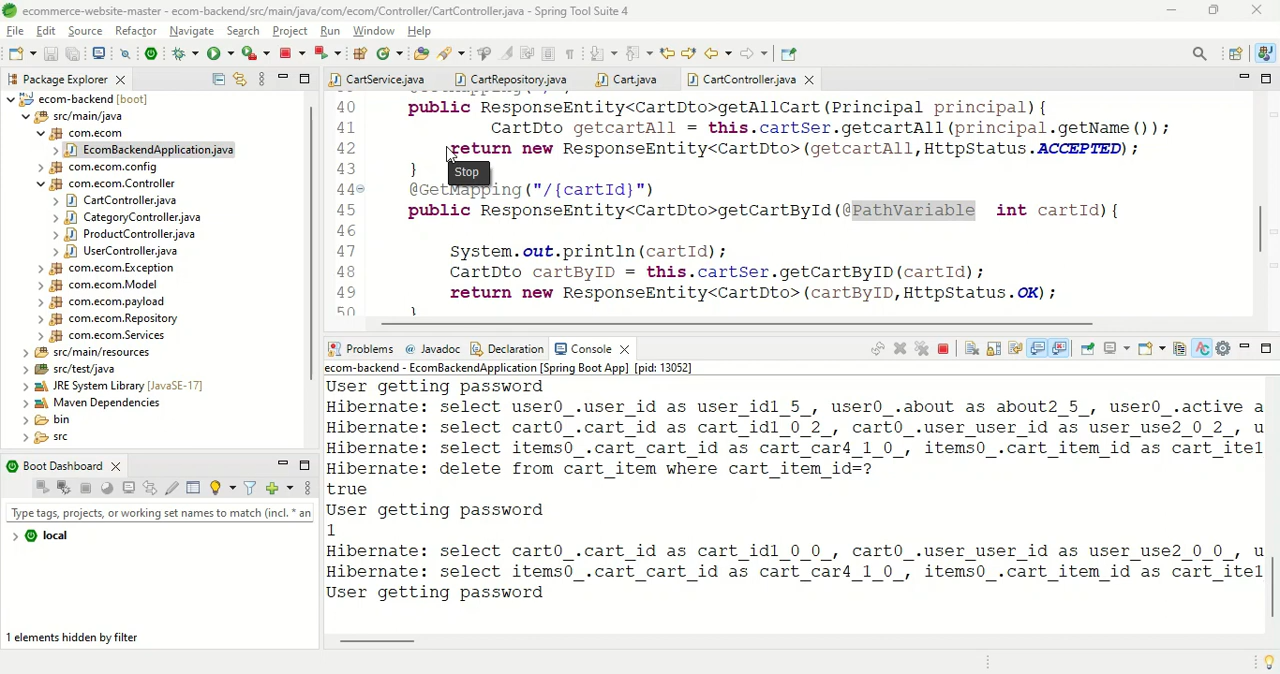 ecommerce-website-master - ecom-backend/src/main/java/com/ecom/Controller/CartController.java - Spring Tool Suite 4
File Edit Source Refactor Navigate Search Project Run Window Help
Package Explorer
ecom-backend [boot]
src/main/java
com.ecom
EcomBackendApplication.java
com.ecom.config
com.ecom.Controller
CartController.java
CategoryController.java
ProductController.java
UserController.java
com.ecom.Exception
com.ecom.Model
com.ecom.payload
com.ecom.Repository
com.ecom.Services
src/main/resources
src/test/java
JRE System Library [JavaSE-17]
Maven Dependencies
bin
src
Boot Dashboard
Type tags, projects, or working set names to match (incl. * an
local
1 elements hidden by filter
CartService.java CartRepository.java Cart.java CartController.java
40 public ResponseEntity<CartDto>getAllCart(Principal principal){
41 CartDto getcartAll = this.cartSer.getcartAll(principal.getName());
42 return new ResponseEntity<CartDto>(getcartAll,HttpStatus.ACCEPTED);
43 }
Stop
44 @GetMapping("/{cartId}")
45 public ResponseEntity<CartDto>getCartById(@PathVariable int cartId){
46
47 System.out.println(cartId);
48 CartDto cartByID = this.cartSer.getCartByID(cartId);
49 return new ResponseEntity<CartDto>(cartByID,HttpStatus.OK);
50 }
Problems Javadoc Declaration Console
ecom-backend - EcomBackendApplication [Spring Boot App] [pid: 13052]
User getting password
Hibernate: select user0_.user_id as user_id1_5_, user0_.about as about2_5_, user0_.active a
Hibernate: select cart0_.cart_id as cart_id1_0_2_, cart0_.user_user_id as user_use2_0_2_, u
Hibernate: select items0_.cart_cart_id as cart_car4_1_0_, items0_.cart_item_id as cart_ite1
Hibernate: delete from cart_item where cart_item_id=?
true
User getting password
1
Hibernate: select cart0_.cart_id as cart_id1_0_0_, cart0_.user_user_id as user_use2_0_0_, u
Hibernate: select items0_.cart_cart_id as cart_car4_1_0_, items0_.cart_item_id as cart_ite1
User getting password